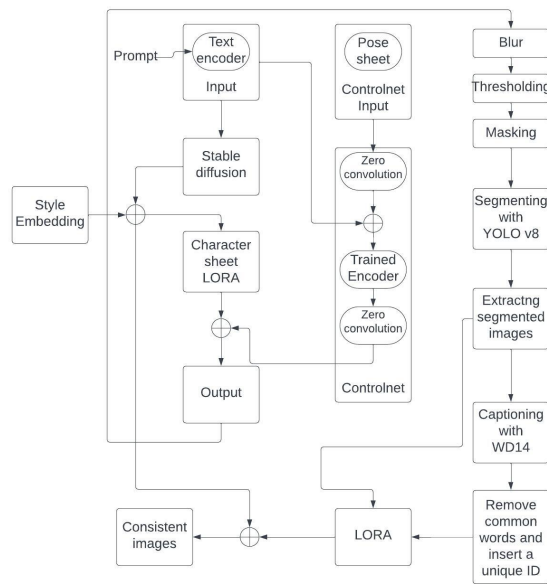 Prompt
Text
encoder
Input
Pose
sheet
Controlnet
Input
Blur
Thresholding
Masking
Stable
diffusion
Zero
convolution
Style
Embedding
Segmenting
with
YOLO v8
Character
sheet
LORA
Trained
Encoder
Zero
convolution
Controlnet
Extractng
segmented
images
Output
Captioning
with
WD14
Consistent
images
LORA
Remove
common
words and
insert a
unique ID